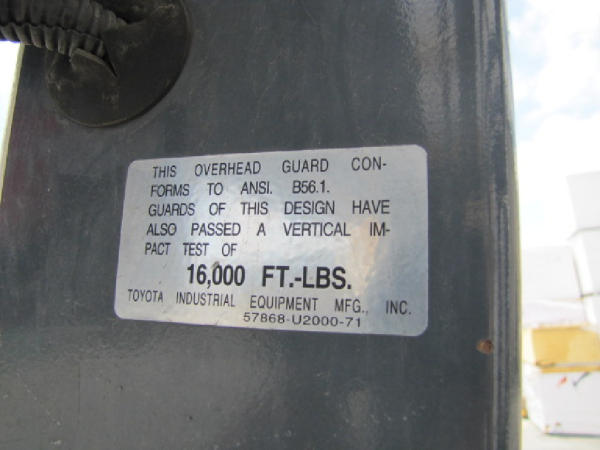 THIS OVERHEAD GUARD CON-
FORMS TO ANSI. B56.1.
GUARDS OF THIS DESIGN HAVE
ALSO PASSED A VERTICAL IM-
PACT TEST OF
16,000 FT.-LBS.
TOYOTA INDUSTRIAL EQUIPMENT MFG., INC.
57868-U2000-71